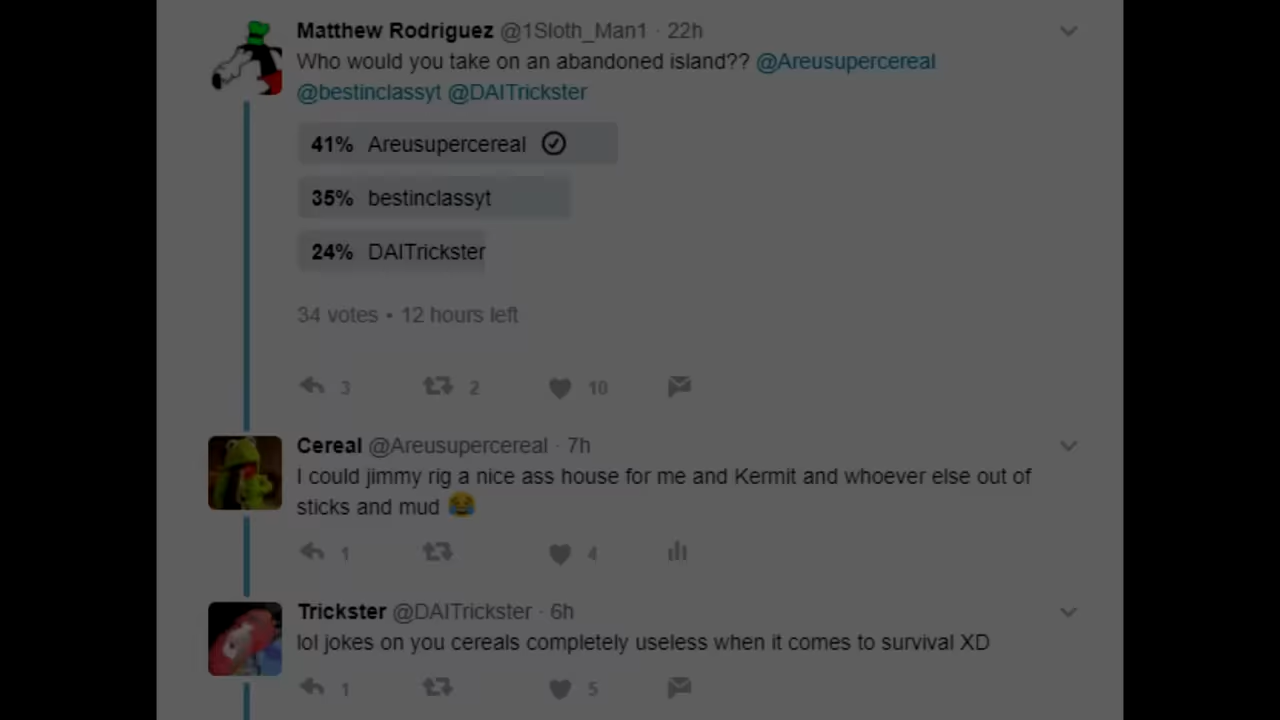 Matthew Rodriguez @1Sloth_Man1 · 22h
Who would you take on an abandoned island?? @Areusupercereal
@bestinclassyt @DAITrickster
41% Areusupercereal
35% bestinclassyt
24% DAITrickster
34 votes • 12 hours left
3 2 10
Cereal @Areusupercereal · 7h
I could jimmy rig a nice ass house for me and Kermit and whoever else out of
sticks and mud 😂
1 4
Trickster @DAITrickster · 6h
lol jokes on you cereals completely useless when it comes to survival XD
1 5